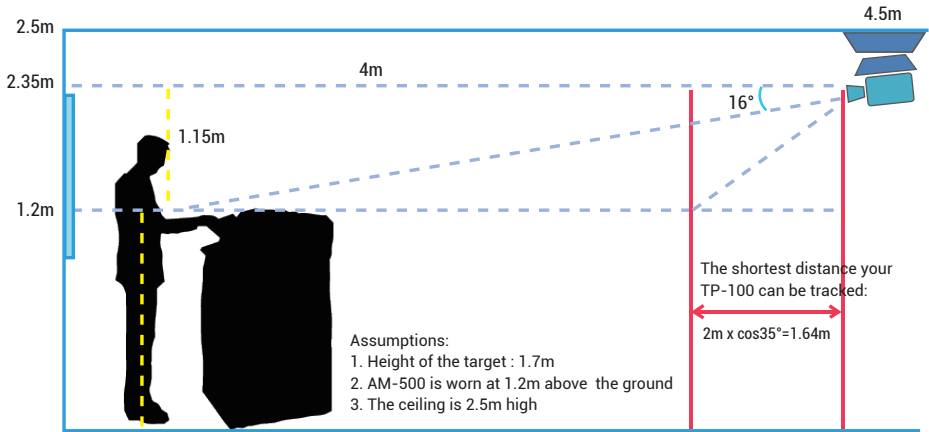 4.5m
2.5m
4m
2.35m
16°
1.15m
1.2m
The shortest distance your
TP-100 can be tracked:
2m x cos35°=1.64m
Assumptions:
1. Height of the target : 1.7m
2. AM-500 is worn at 1.2m above the ground
3. The ceiling is 2.5m high